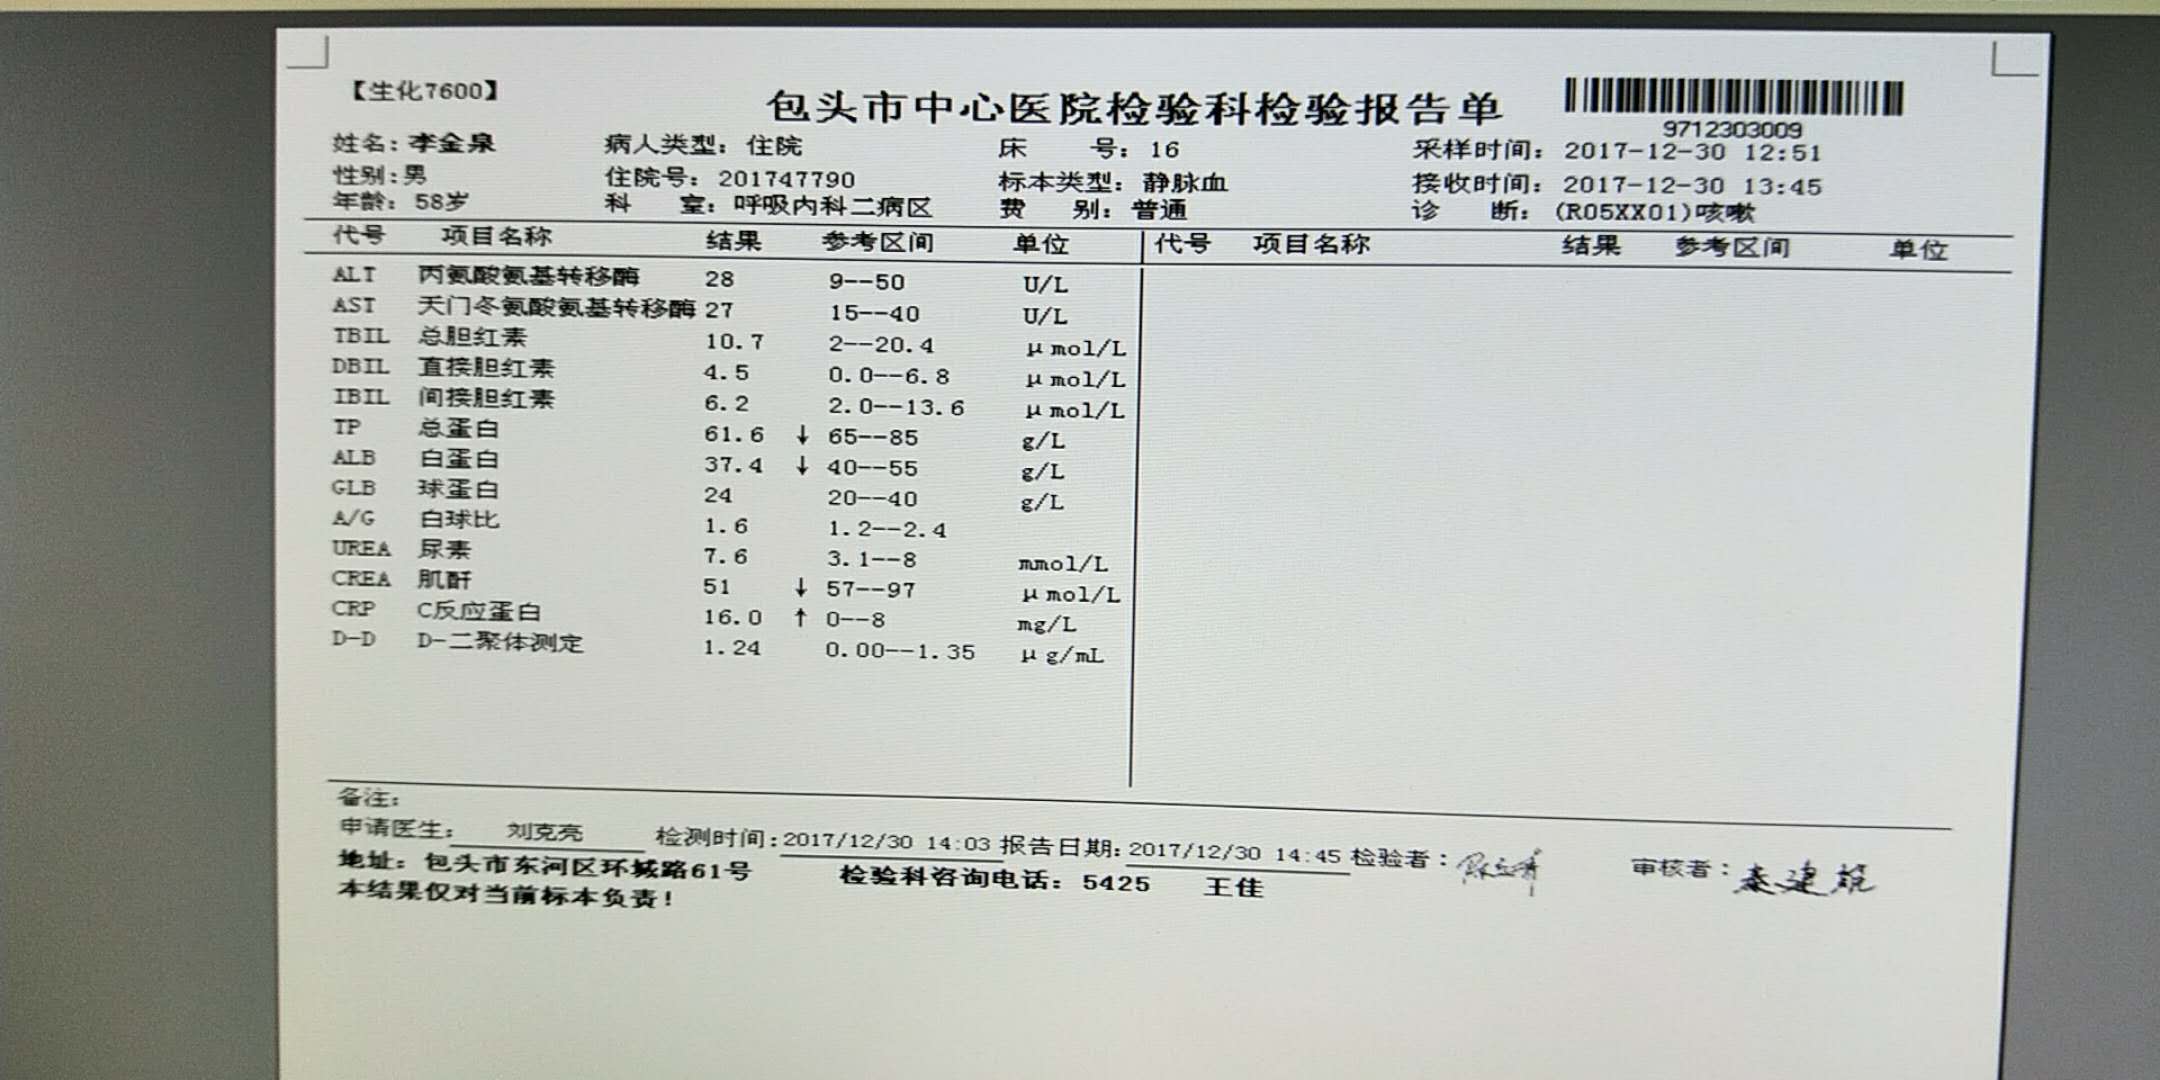 【生化7600】
包头市中心医院检验科检验报告单
9712303009
姓名：李金泉 病人类型：住院 床 号：16 采样时间：2017-12-30 12:51
性别：男 住院号：201747790 标本类型：静脉血 接收时间：2017-12-30 13:45
年龄：58岁 科 室：呼吸内科二病区 费 别：普通 诊 断：(R05XX01)咳嗽
代号 项目名称 结果 参考区间 单位 代号 项目名称 结果 参考区间 单位
ALT 丙氨酸氨基转移酶 28 9--50 U/L
AST 天门冬氨酸氨基转移酶 27 15--40 U/L
TBIL 总胆红素 10.7 2--20.4 μmol/L
DBIL 直接胆红素 4.5 0.0--6.8 μmol/L
IBIL 间接胆红素 6.2 2.0--13.6 μmol/L
TP 总蛋白 61.6 ↓ 65--85 g/L
ALB 白蛋白 37.4 ↓ 40--55 g/L
GLB 球蛋白 24 20--40 g/L
A/G 白球比 1.6 1.2--2.4
UREA 尿素 7.6 3.1--8 mmol/L
CREA 肌酐 51 ↓ 57--97 μmol/L
CRP C反应蛋白 16.0 ↑ 0--8 mg/L
D-D D-二聚体测定 1.24 0.00--1.35 μg/mL
备注：
申请医生： 刘克亮 检测时间：2017/12/30 14:03 报告日期：2017/12/30 14:45 检验者： 审核者：
地址：包头市东河区环城路61号 检验科咨询电话：5425 王佳
本结果仅对当前标本负责！